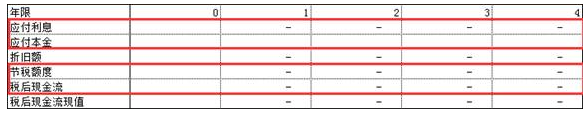 年限 0 1 2 3 4
应付利息 - - - -
应付本金
折旧额 - - - -
节税额度 - - - -
税后现金流 - - - -
税后现金流现值 - - - -